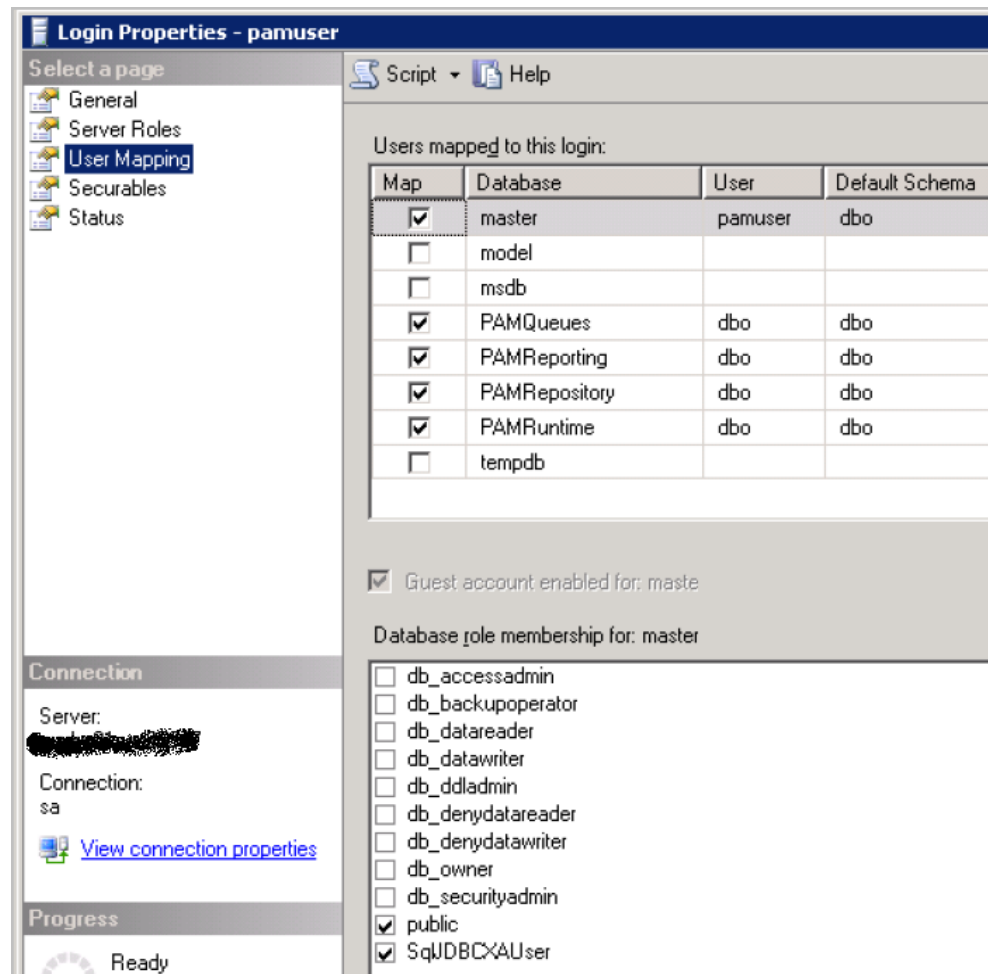 Login Properties - pamuser
Select a page
General
Server Roles
User Mapping
Securables
Status
Script Help
Users mapped to this login:
Map Database User Default Schema
master pamuser dbo
model
msdb
PAMQueues dbo dbo
PAMReporting dbo dbo
PAMRepository dbo dbo
PAMRuntime dbo dbo
tempdb
Guest account enabled for: maste
Database role membership for: master
db_accessadmin
db_backupoperator
db_datareader
db_datawriter
db_ddladmin
db_denydatareader
db_denydatawriter
db_owner
db_securityadmin
public
SqlJDBCXAUser
Connection
Server:
Connection:
sa
View connection properties
Progress
Ready